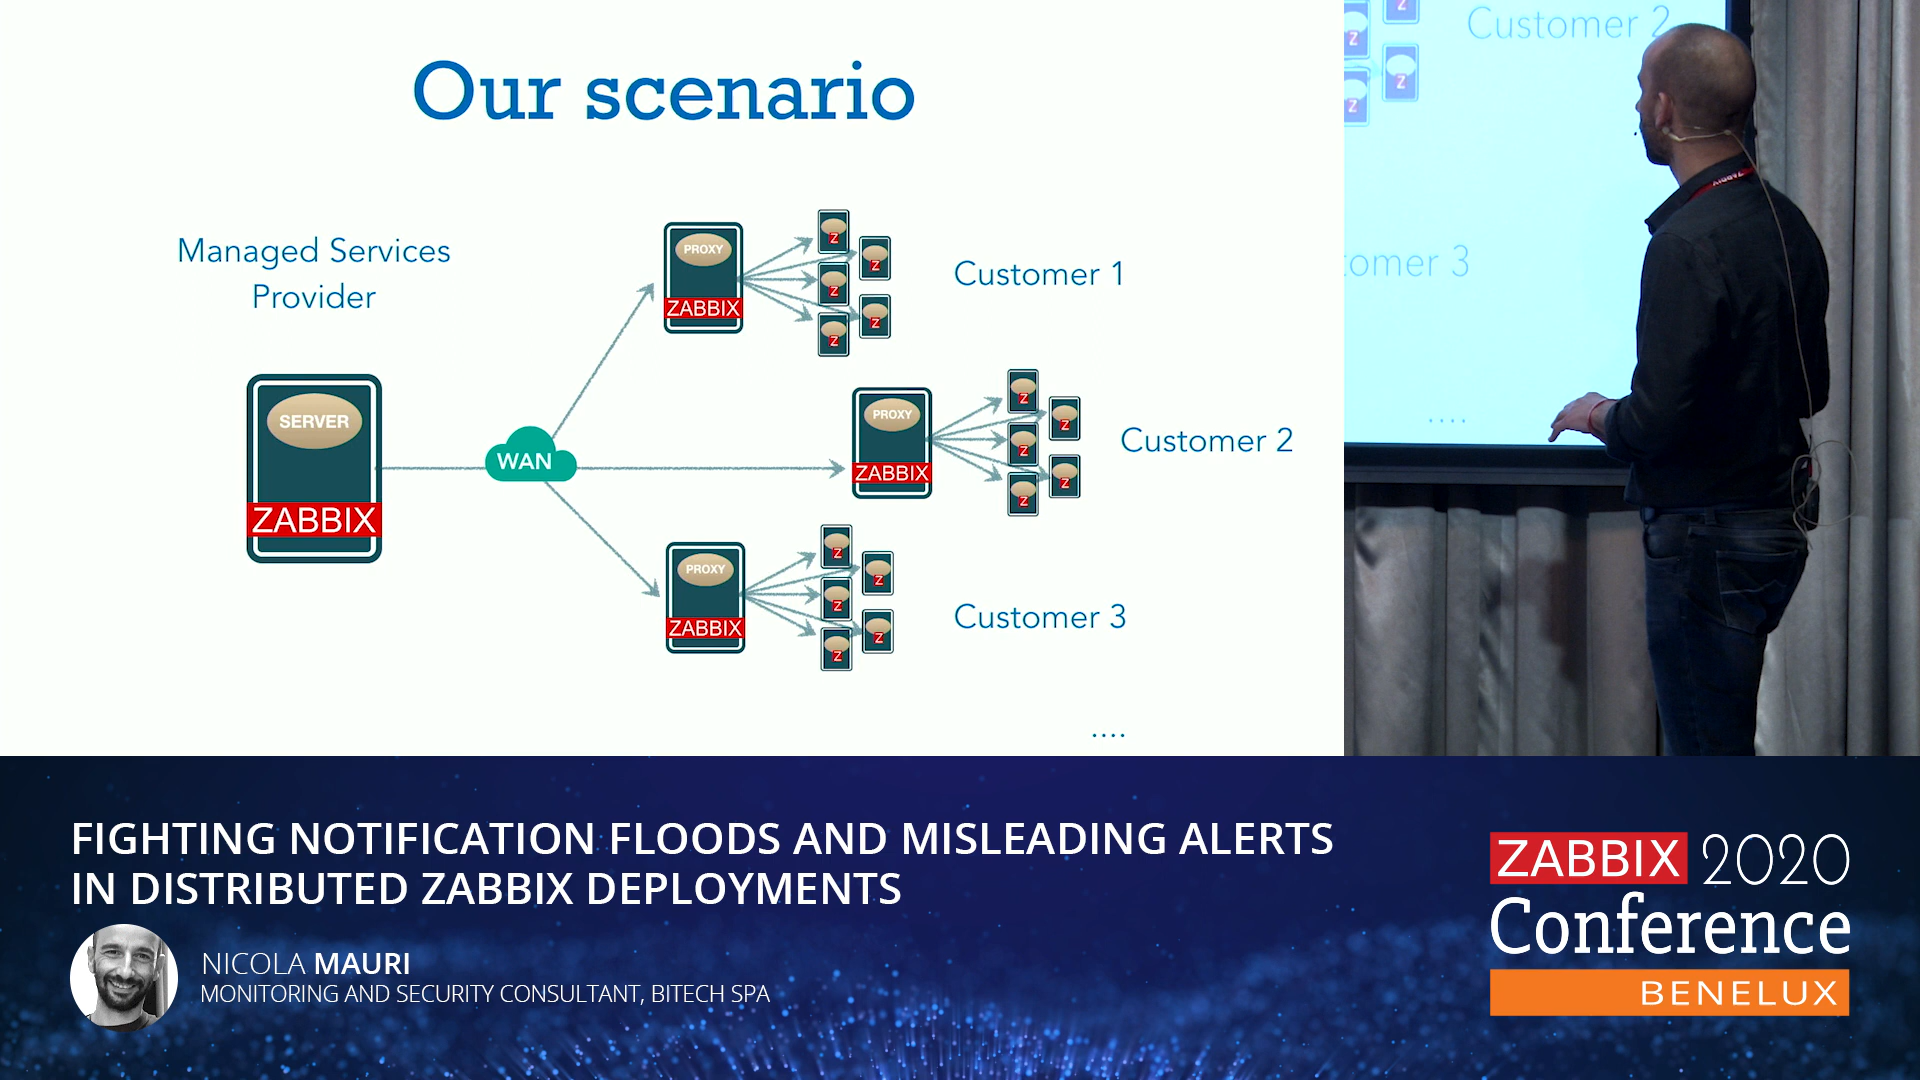 Our scenario
Managed Services
Provider
SERVER
ZABBIX
WAN
PROXY
ZABBIX
Z
Z
Z
Z
Z
Customer 1
PROXY
ZABBIX
Z
Z
Z
Z
Z
Customer 2
PROXY
ZABBIX
Z
Z
Z
Z
Z
Customer 3
....
Customer 2
Z
Z
Z
Z
tomer 3
....
ZABBIX
FIGHTING NOTIFICATION FLOODS AND MISLEADING ALERTS
IN DISTRIBUTED ZABBIX DEPLOYMENTS
NICOLA MAURI
MONITORING AND SECURITY CONSULTANT, BITECH SPA
ZABBIX 2020
Conference
BENELUX